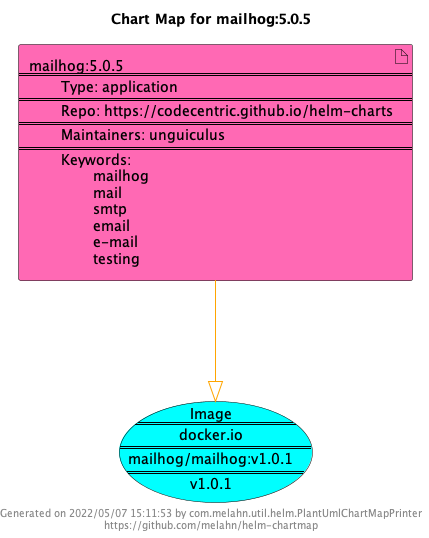 Chart Map for mailhog:5.0.5
mailhog:5.0.5
Type: application
Repo: https://codecentric.github.io/helm-charts
Maintainers: unguiculus
Keywords:
mailhog
mail
smtp
email
e-mail
testing
Image
docker.io
mailhog/mailhog:v1.0.1
v1.0.1
Generated on 2022/05/07 15:11:53 by com.melahn.util.helm.PlantUmlChartMapPrinter
https://github.com/melahn/helm-chartmap